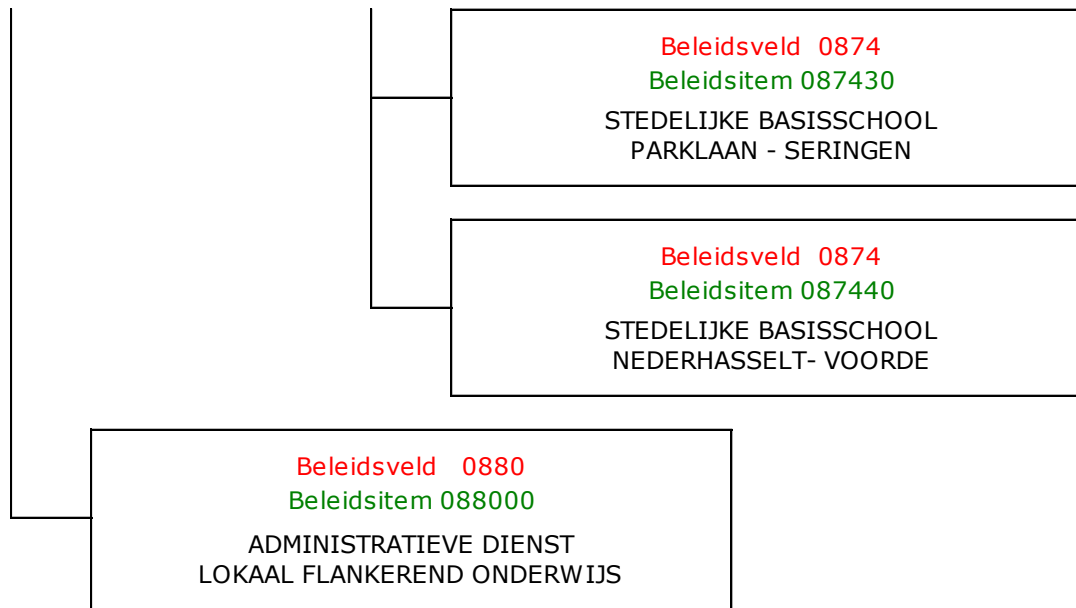 Beleidsveld 0874
Beleidsitem 087430
STEDELIJKE BASISSCHOOL
PARKLAAN - SERINGEN
Beleidsveld 0874
Beleidsitem 087440
STEDELIJKE BASISSCHOOL
NEDERHASSELT- VOORDE
Beleidsveld 0880
Beleidsitem 088000
ADMINISTRATIEVE DIENST
LOKAAL FLANKEREND ONDERWIJS